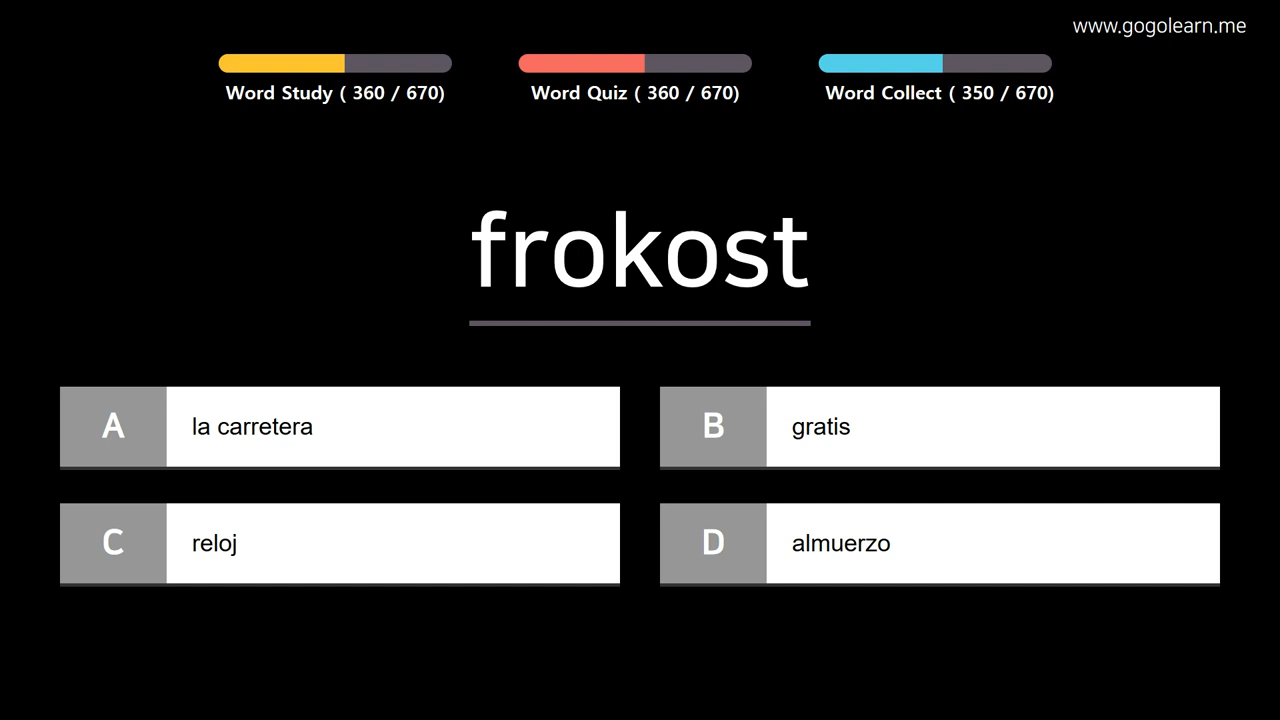 www.gogolearn.me
Word Study ( 360 / 670)
Word Quiz ( 360 / 670)
Word Collect ( 350 / 670)
frokost
A la carretera
B gratis
C reloj
D almuerzo